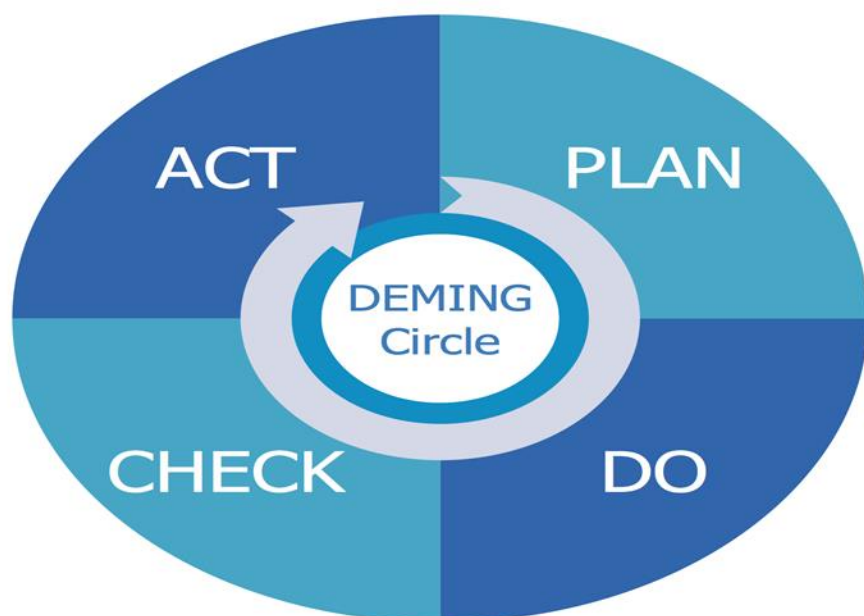 ACT
PLAN
DEMING
Circle
CHECK
DO